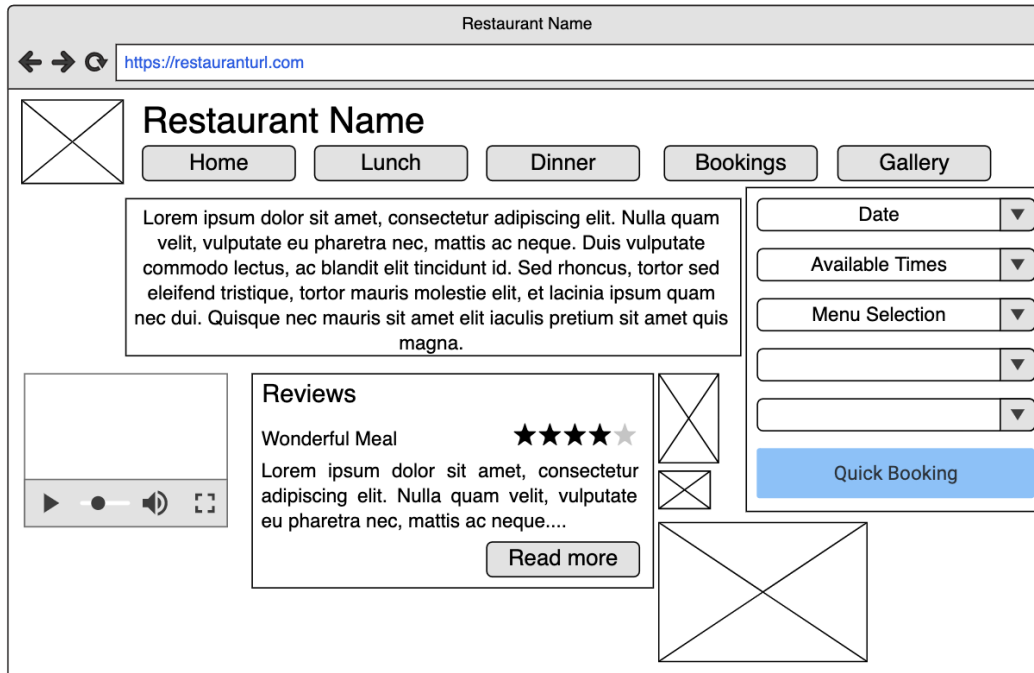 Restaurant Name
https://restauranturl.com
Restaurant Name
Home
Lunch
Dinner
Bookings
Gallery
Lorem ipsum dolor sit amet, consectetur adipiscing elit. Nulla quam
velit, vulputate eu pharetra nec, mattis ac neque. Duis vulputate
commodo lectus, ac blandit elit tincidunt id. Sed rhoncus, tortor sed
eleifend tristique, tortor mauris molestie elit, et lacinia ipsum quam
nec dui. Quisque nec mauris sit amet elit iaculis pretium sit amet quis
magna.
Date
Available Times
Menu Selection
Quick Booking
Reviews
Wonderful Meal
Lorem ipsum dolor sit amet, consectetur
adipiscing elit. Nulla quam velit, vulputate
eu pharetra nec, mattis ac neque....
Read more